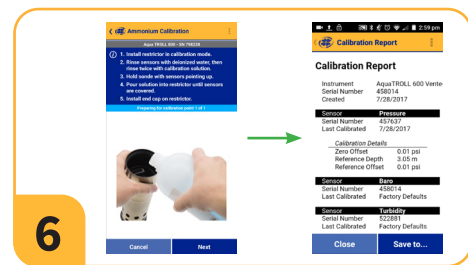 Ammonium Calibration
Aqua TROLL 600 - SN 798238
1. Install restrictor in calibration mode.
2. Rinse sensors with deionized water, then
rinse twice with calibration solution.
3. Hold sonde with sensors pointing up.
4. Pour solution into restrictor until sensors
are covered.
5. Install end cap on restrictor.
Preparing for calibration point 1 of 1
Cancel Next
2:59 pm
Calibration Report
Calibration Report
Instrument AquaTROLL 600 Vente
Serial Number 458014
Created 7/28/2017
Sensor Pressure
Serial Number 457637
Last Calibrated 7/28/2017
Calibration Details
Zero Offset 0.01 psi
Reference Depth 3.05 m
Reference Offset 0.01 psi
Sensor Baro
Serial Number 458014
Last Calibrated Factory Defaults
Sensor Turbidity
Serial Number 522881
Last Calibrated Factory Defaults
Close Save to...
6